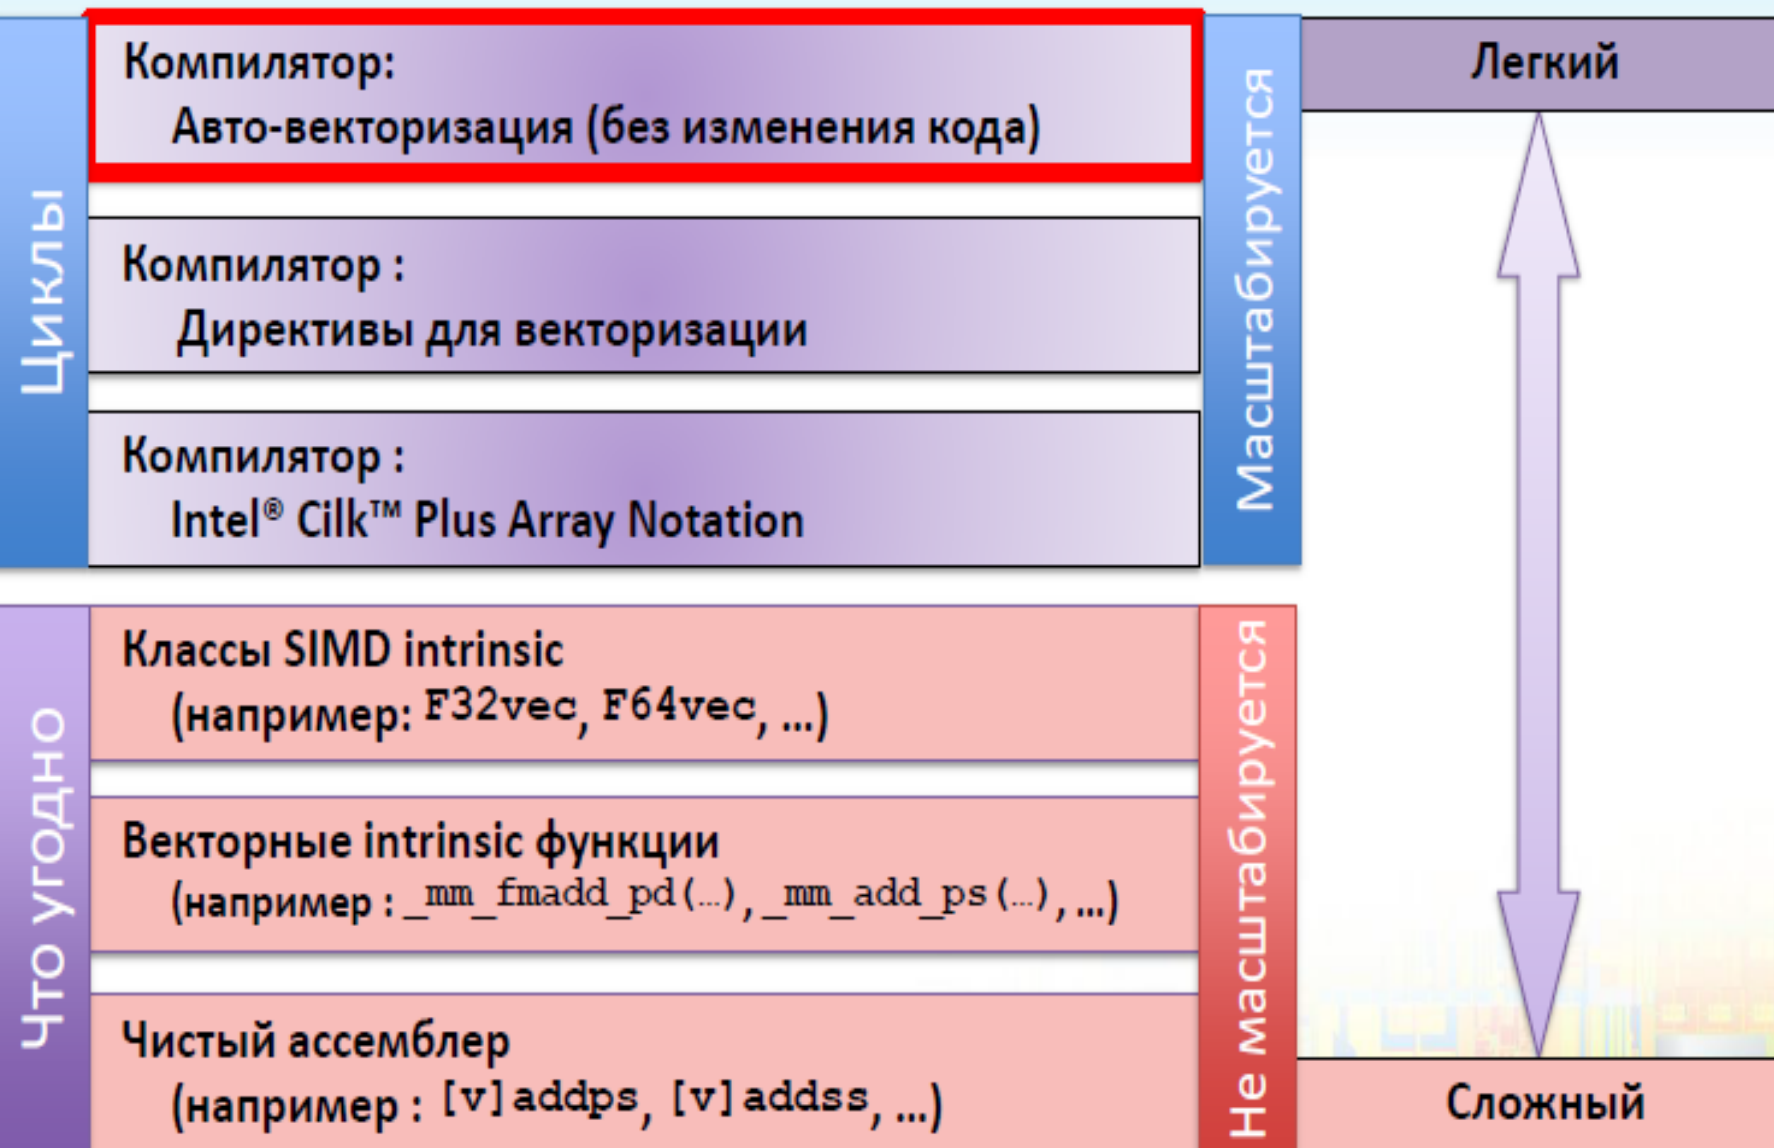 Циклы
Компилятор:
Авто-векторизация (без изменения кода)
Компилятор :
Директивы для векторизации
Компилятор :
Intel® Cilk™ Plus Array Notation
Масштабируется
Легкий
Что угодно
Классы SIMD intrinsic
(например: F32vec, F64vec, ...)
Векторные intrinsic функции
(например : _mm_fmadd_pd(…), _mm_add_ps(…), ...)
Чистый ассемблер
(например : [v]addps, [v]addss, ...)
Не масштабируется
Сложный